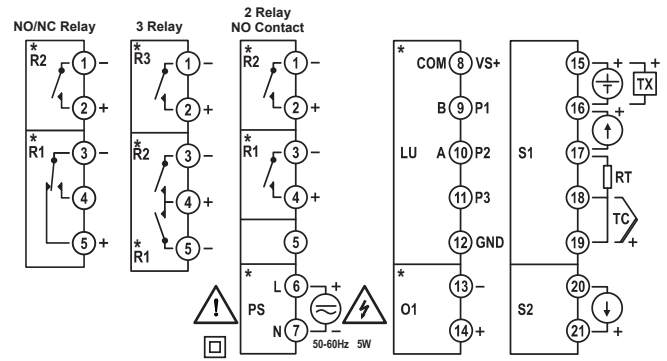 NO/NC Relay
* R2
1 −
2 +
* R1
3 −
4
5 +
3 Relay
* R3
1 −
2 +
* R2
3 −
4 +
* R1
5 −
2 Relay
NO Contact
* R2
1 −
2 +
* R1
3 −
4 +
5
* PS
L 6 +
N 7 −
50-60Hz 5W
* LU
COM 8 VS+
B 9 P1
A 10 P2
11 P3
12 GND
* O1
13 −
14 +
S1
15 − +
TX
16 +
17
RT
18
TC
19 − +
S2
20
21 − +